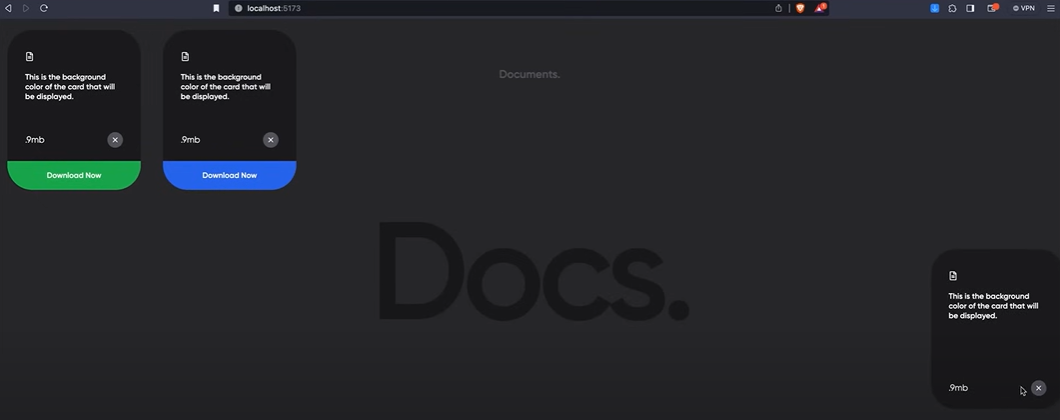 localhost:5173
VPN
Documents.
This is the background
color of the card that will
be displayed.
.9mb
Download Now
This is the background
color of the card that will
be displayed.
.9mb
Download Now
Docs.
This is the background
color of the card that will
be displayed.
.9mb